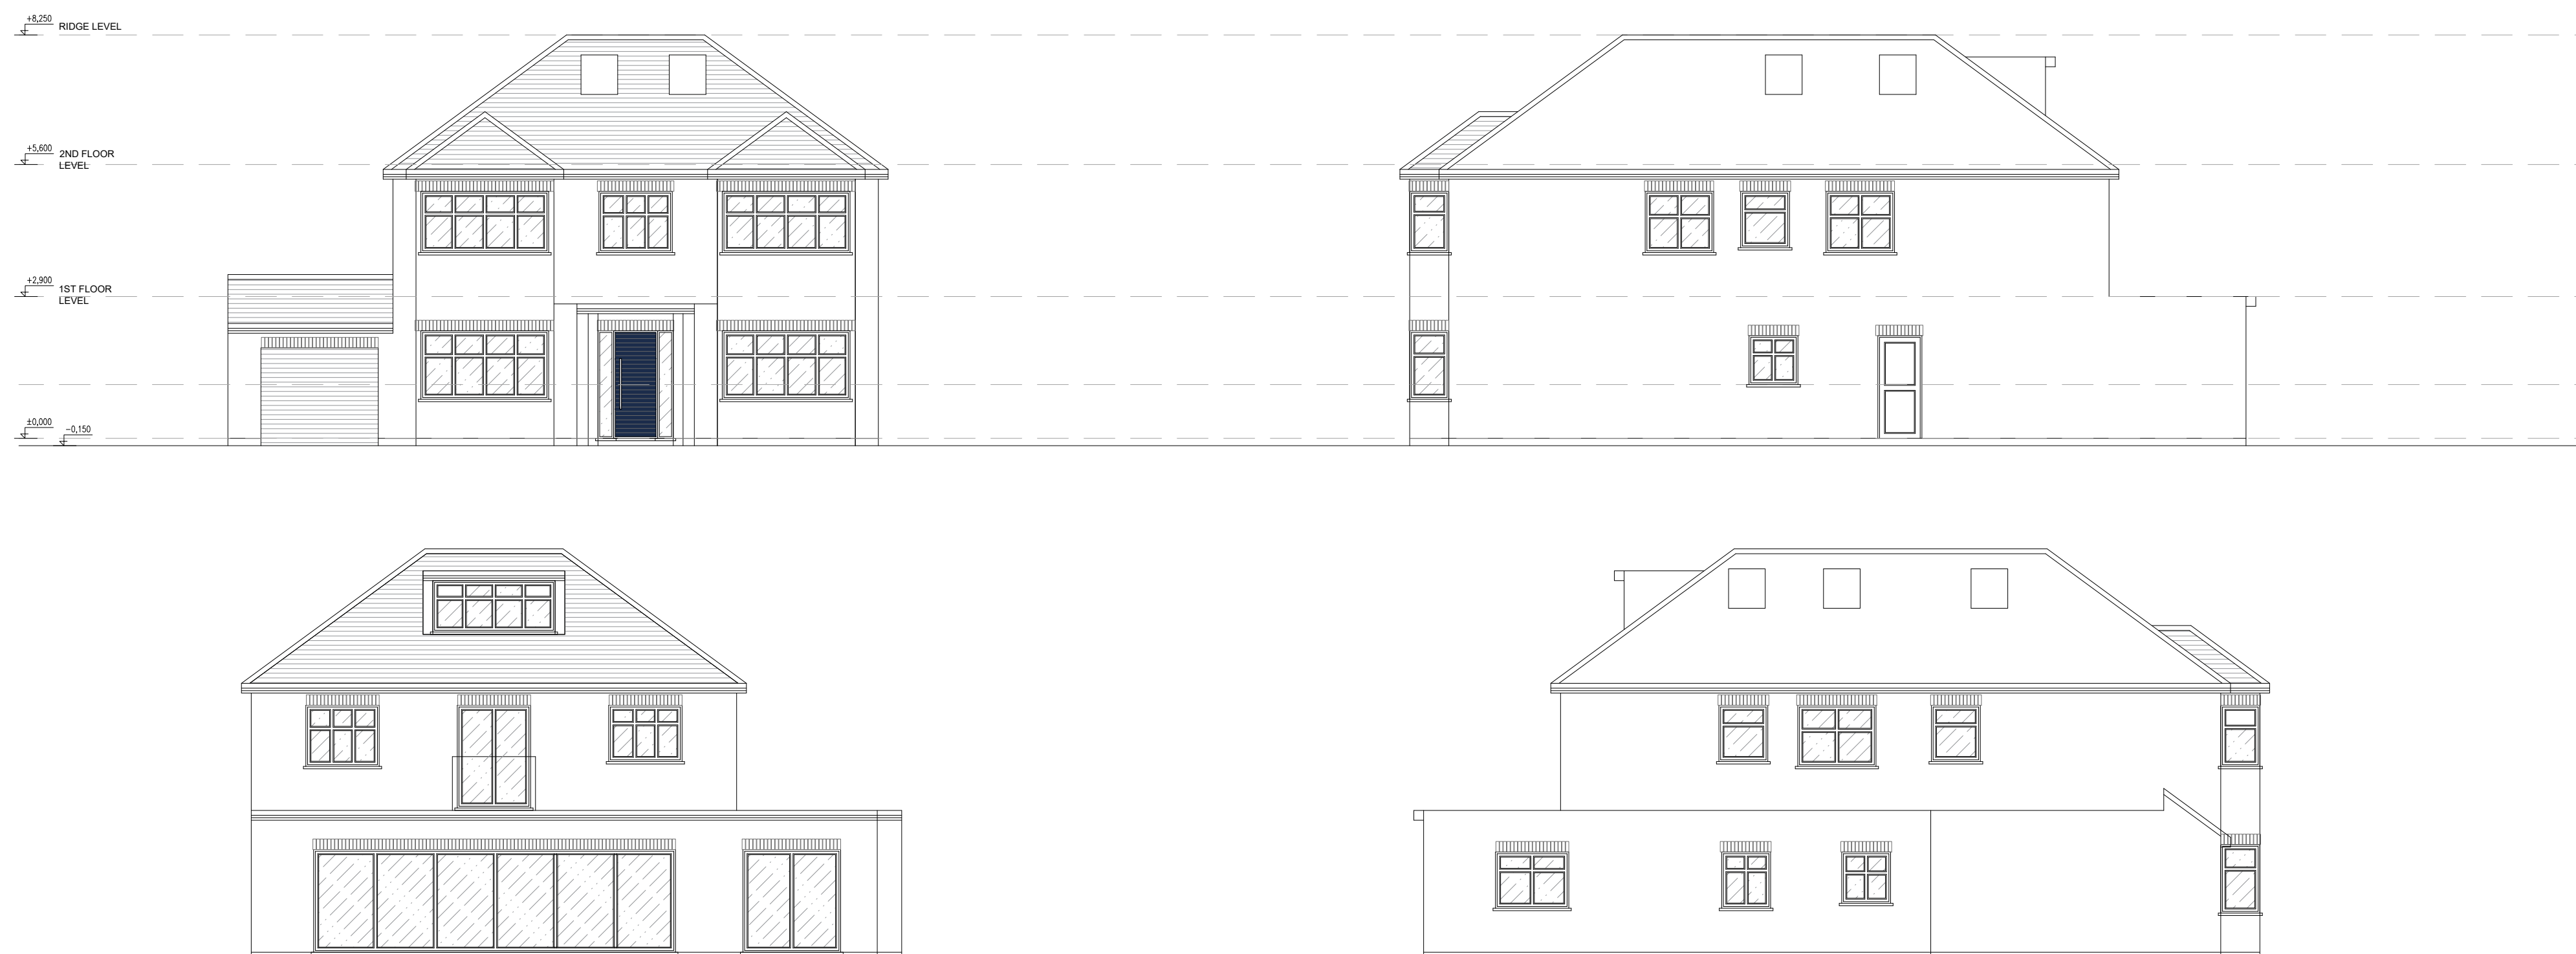 +8,250
RIDGE LEVEL
+5,600
2ND FLOOR
LEVEL
+2,900
1ST FLOOR
LEVEL
±0,000
-0,150